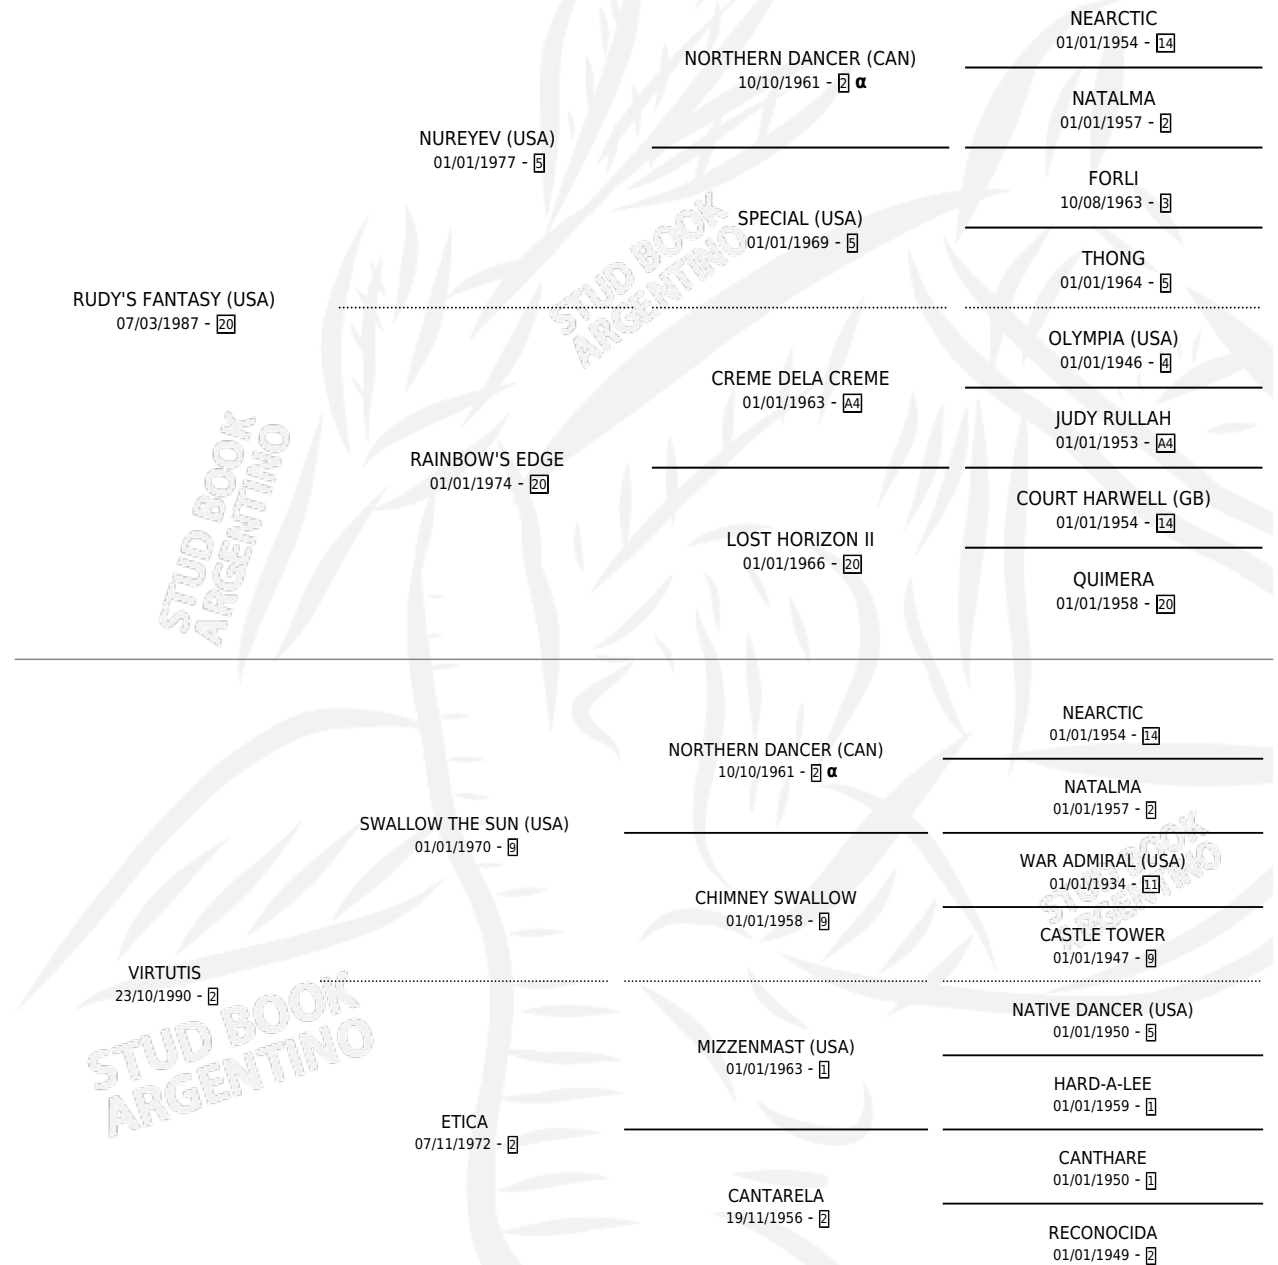 NEARCTIC
01/01/1954 - 14
NORTHERN DANCER (CAN)
10/10/1961 - 2 α
NATALMA
01/01/1957 - 2
NUREYEV (USA)
01/01/1977 - 5
FORLI
10/08/1963 - 3
SPECIAL (USA)
01/01/1969 - 5
THONG
01/01/1964 - 5
RUDY'S FANTASY (USA)
07/03/1987 - 20
OLYMPIA (USA)
01/01/1946 - 4
CREME DELA CREME
01/01/1963 - A4
JUDY RULLAH
01/01/1953 - A4
RAINBOW'S EDGE
01/01/1974 - 20
COURT HARWELL (GB)
01/01/1954 - 14
LOST HORIZON II
01/01/1966 - 20
QUIMERA
01/01/1958 - 20
NEARCTIC
01/01/1954 - 14
NORTHERN DANCER (CAN)
10/10/1961 - 2 α
NATALMA
01/01/1957 - 2
SWALLOW THE SUN (USA)
01/01/1970 - 9
WAR ADMIRAL (USA)
01/01/1934 - 11
CHIMNEY SWALLOW
01/01/1958 - 9
CASTLE TOWER
01/01/1947 - 9
VIRTUTIS
23/10/1990 - 2
NATIVE DANCER (USA)
01/01/1950 - 5
MIZZENMAST (USA)
01/01/1963 - 1
HARD-A-LEE
01/01/1959 - 1
ETICA
07/11/1972 - 2
CANTHARE
01/01/1950 - 1
CANTARELA
19/11/1956 - 2
RECONOCIDA
01/01/1949 - 2
STUD BOOK
ARGENTINO
STUD BOOK
ARGENTINO
STUD BOOK
ARGENTINO
STUD BOOK
ARGENTINO